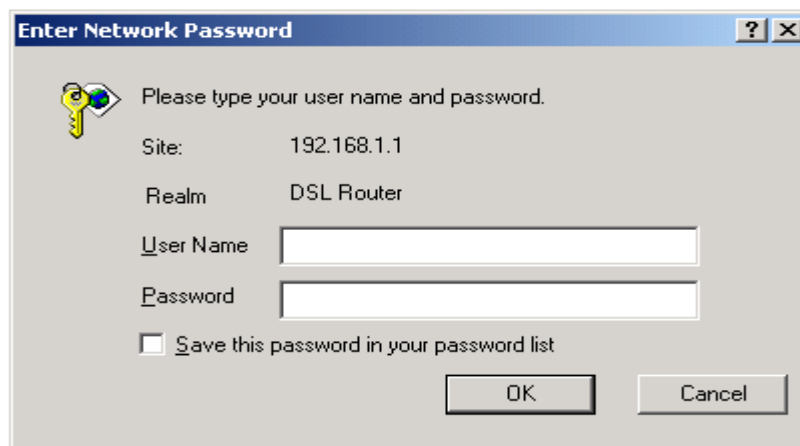 Enter Network Password
Please type your user name and password.
Site: 192.168.1.1
Realm DSL Router
User Name
Password
Save this password in your password list
OK Cancel